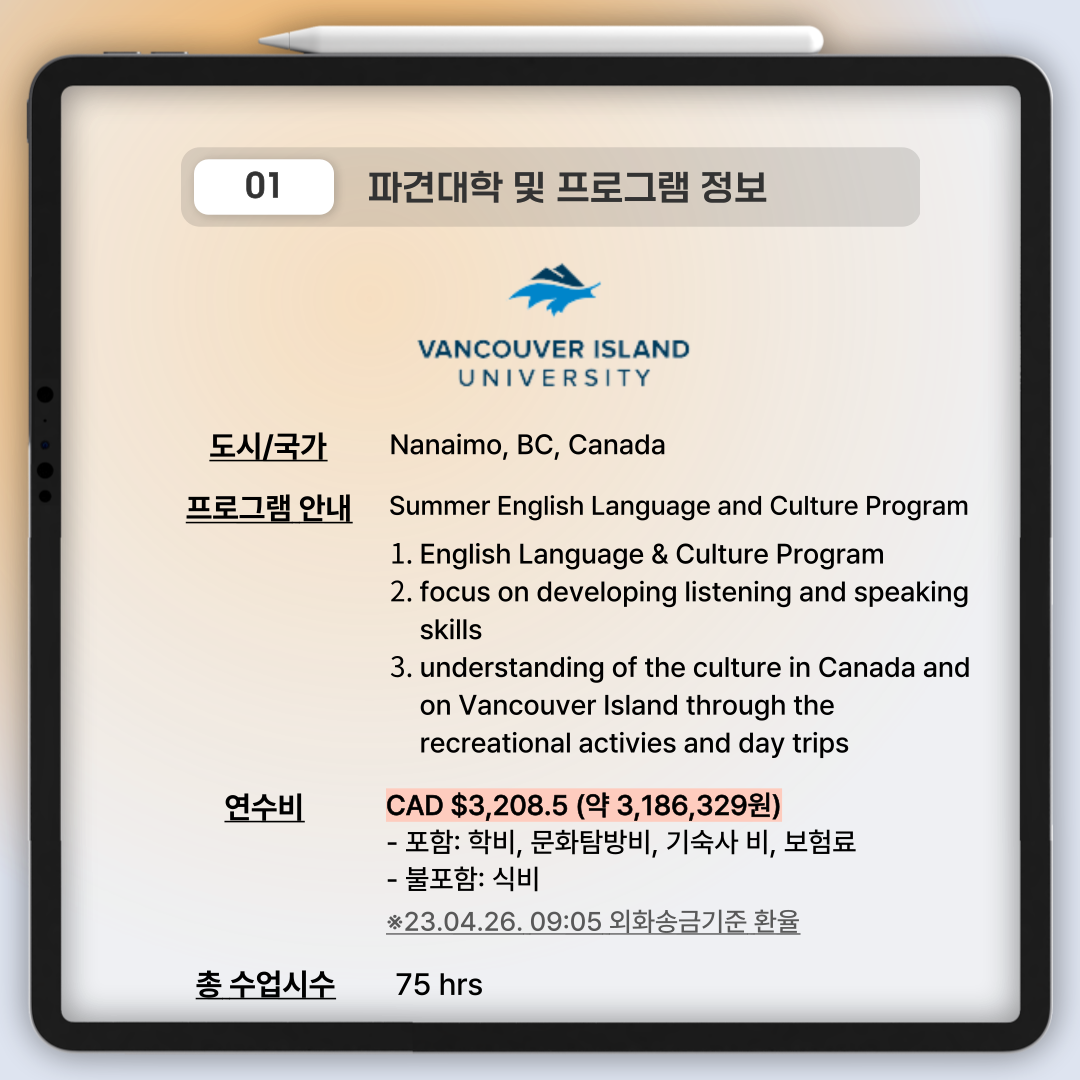 01 파견대학 및 프로그램 정보
VANCOUVER ISLAND
UNIVERSITY
도시/국가 Nanaimo, BC, Canada
프로그램 안내 Summer English Language and Culture Program
1. English Language & Culture Program
2. focus on developing listening and speaking
skills
3. understanding of the culture in Canada and
on Vancouver Island through the
recreational activies and day trips
연수비 CAD $3,208.5 (약 3,186,329원)
- 포함: 학비, 문화탐방비, 기숙사 비, 보험료
- 불포함: 식비
※23.04.26. 09:05 외화송금기준 환율
총 수업시수 75 hrs